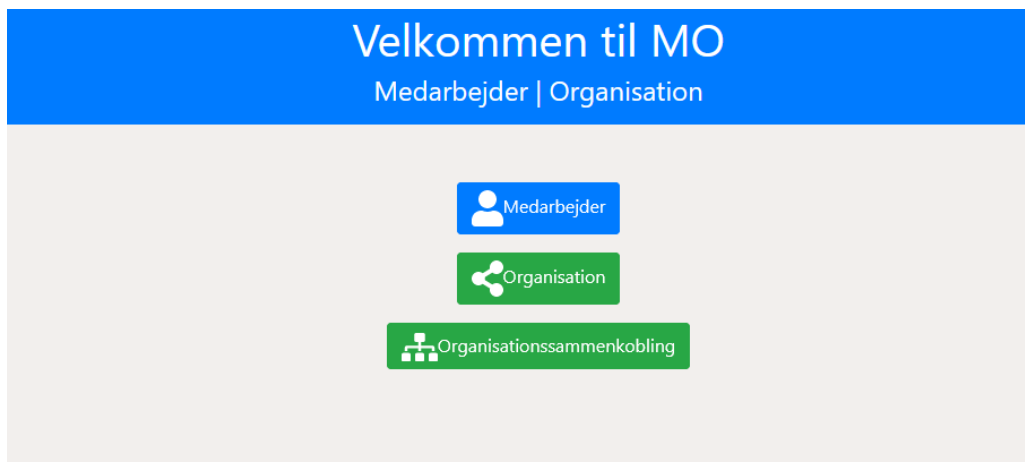 Velkommen til MO
Medarbejder | Organisation
Medarbejder
Organisation
Organisationssammenkobling